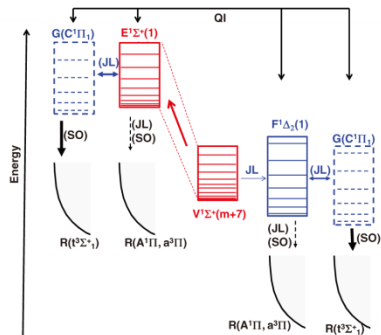 QI
G(C¹Π₁)
E¹Σ⁺(1)
(JL)
(SO)
(JL)
(SO)
F¹Δ₂(1)
G(C¹Π₁)
JL
(JL)
V¹Σ⁺(m+7)
(JL)
(SO)
(SO)
R(t³Σ⁺₁)
R(A¹Π, a³Π)
R(A¹Π, a³Π)
R(t³Σ⁺₁)
Energy